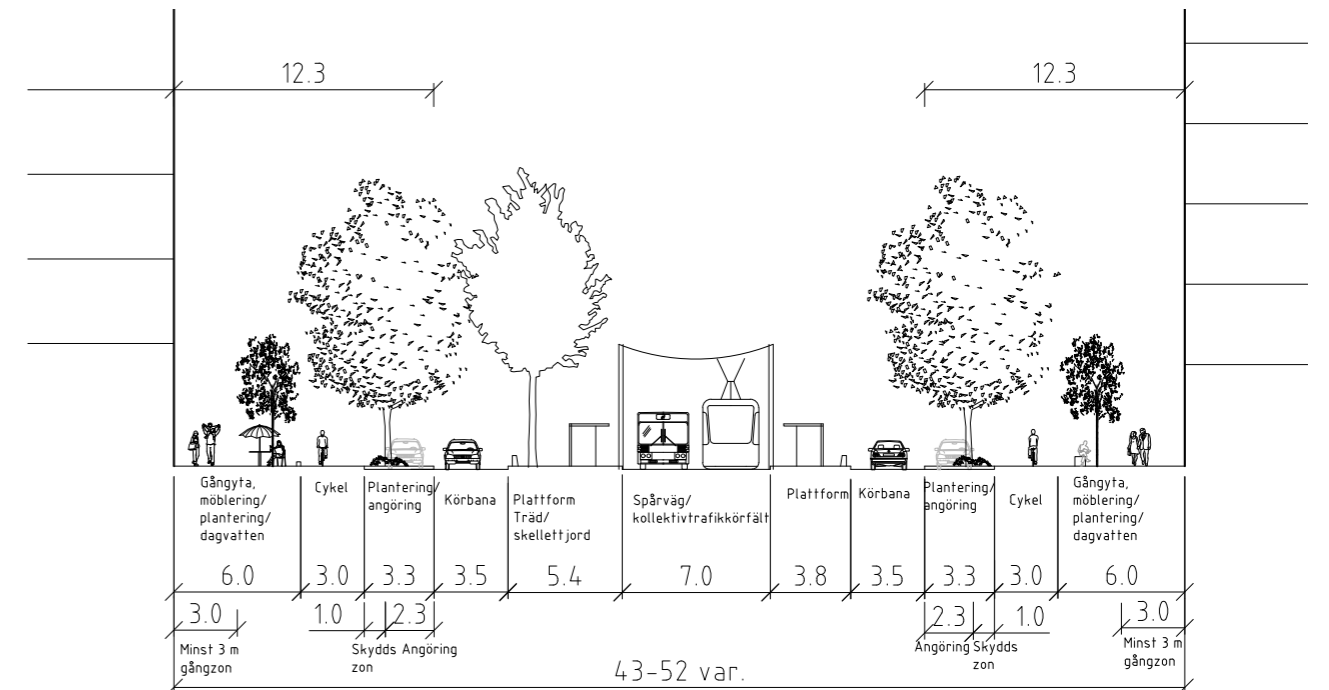 12.3
12.3
Gångyta,
möblering/
plantering/
dagvatten
Cykel
Plantering/
angöring
Körbana
Plattform
Träd/
skellettjord
Spårväg/
kollektivtrafikkörfält
Plattform
Körbana
Plantering/
angöring
Cykel
Gångyta,
möblering/
plantering/
dagvatten
6.0
3.0
3.3
3.5
5.4
7.0
3.8
3.5
3.3
3.0
6.0
3.0
1.0
2.3
2.3
1.0
3.0
Minst 3 m
gångzon
Skydds
zon
Angöring
Angöring
Skydds
zon
Minst 3 m
gångzon
43-52 var.